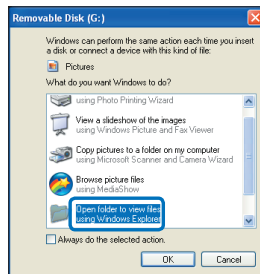 Removable Disk (G:)
Windows can perform the same action each time you insert
a disk or connect a device with this kind of file:
Pictures
What do you want Windows to do?
using Photo Printing Wizard
View a slideshow of the images
using Windows Picture and Fax Viewer
Copy pictures to a folder on my computer
using Microsoft Scanner and Camera Wizard
Browse picture files
using MediaShow
Open folder to view files
using Windows Explorer
Always do the selected action.
OK
Cancel